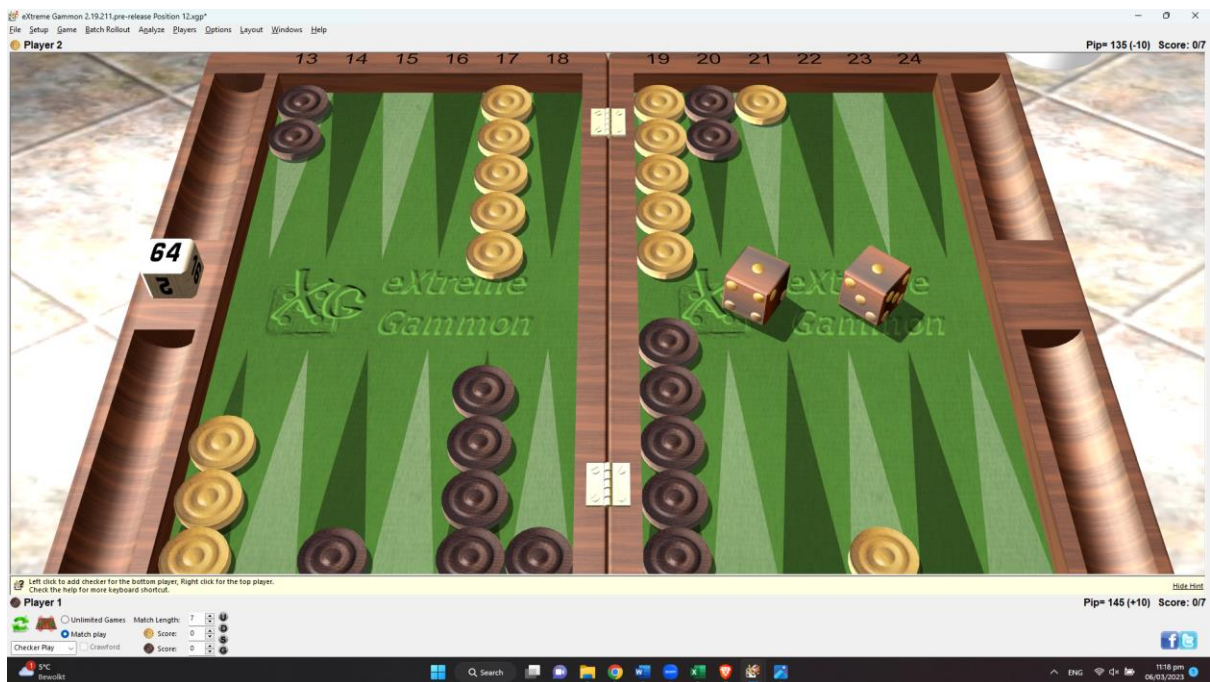 eXtreme Gammon 2.19.211.pre-release Position 12.xgp*
File Setup Game Batch Rollout Analyze Players Options Layout Windows Help
Player 2 Pip= 135 (-10) Score: 0/7
13 14 15 16 17 18 19 20 21 22 23 24
64
16
2
XG eXtreme Gammon
XG eXtreme Gammon
Left click to add checker for the bottom player, Right click for the top player.
Check the help for more keyboard shortcut.
Hide Hint
Player 1 Pip= 145 (+10) Score: 0/7
Unlimited Games Match Length: 7 U
Match play Score: 0 D
S
Checker Play Crawford Score: 0 G
1
5°C
Bewolkt
Search
ENG
11:18 pm
06/03/2023